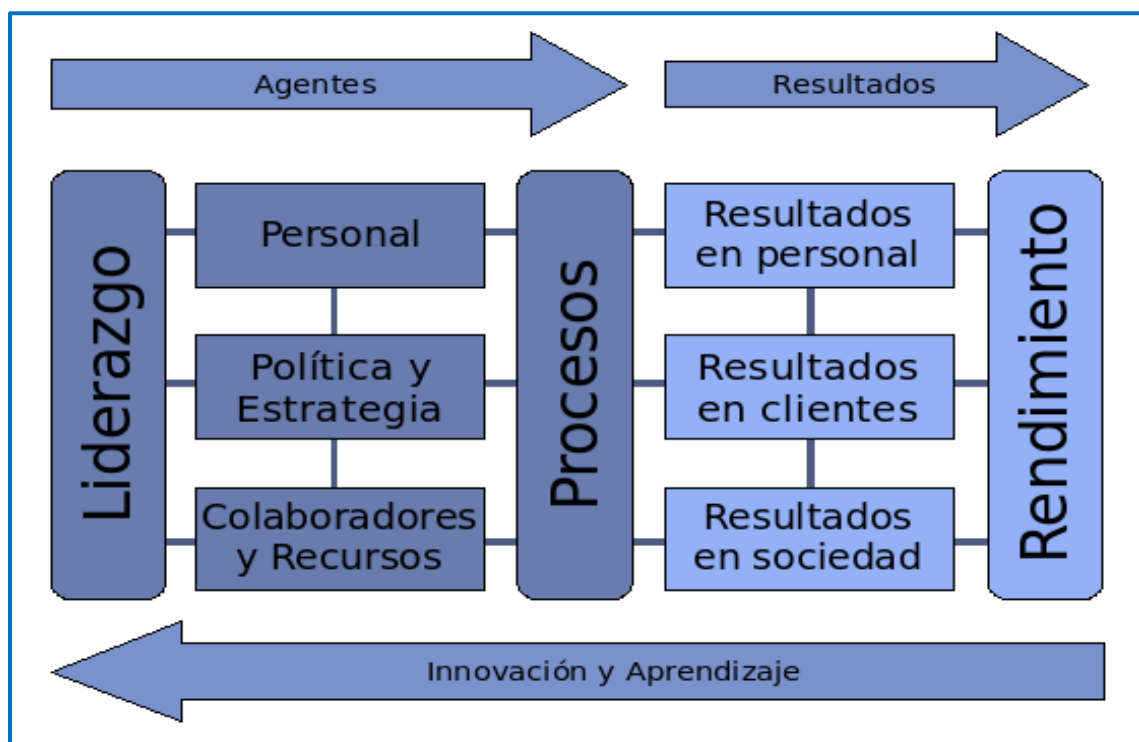 Agentes
Resultados
Liderazgo
Personal
Política y
Estrategia
Colaboradores
y Recursos
Procesos
Resultados
en personal
Resultados
en clientes
Resultados
en sociedad
Rendimiento
Innovación y Aprendizaje